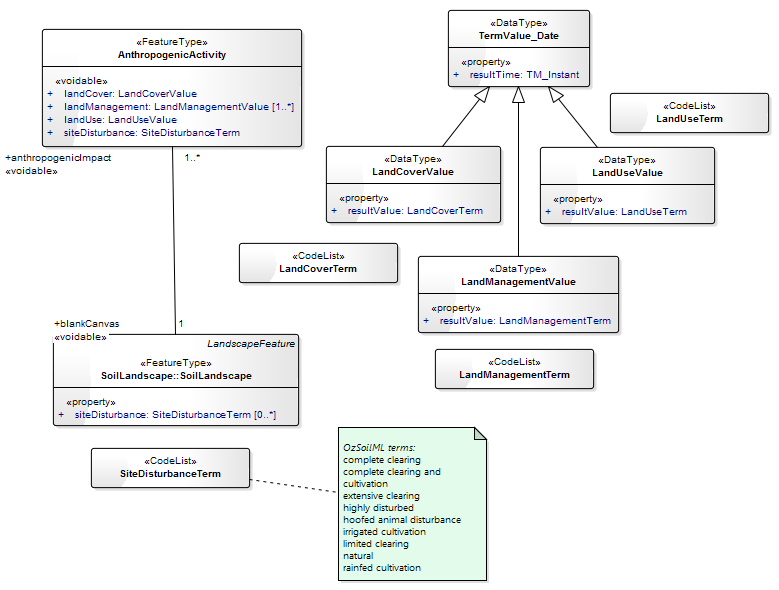 «FeatureType»
AnthropogenicActivity
«voidable»
+ landCover: LandCoverValue
+ landManagement: LandManagementValue [1..*]
+ landUse: LandUseValue
+ siteDisturbance: SiteDisturbanceTerm
+anthropogenicImpact
«voidable»
1..*
«DataType»
TermValue_Date
«property»
+ resultTime: TM_Instant
«CodeList»
LandUseTerm
«DataType»
LandCoverValue
«property»
+ resultValue: LandCoverTerm
«DataType»
LandUseValue
«property»
+ resultValue: LandUseTerm
«CodeList»
LandCoverTerm
«DataType»
LandManagementValue
«property»
+ resultValue: LandManagementTerm
+blankCanvas
«voidable»
1
LandscapeFeature
«FeatureType»
SoilLandscape::SoilLandscape
«property»
+ siteDisturbance: SiteDisturbanceTerm [0..*]
«CodeList»
LandManagementTerm
«CodeList»
SiteDisturbanceTerm
OzSoilML terms:
complete clearing
complete clearing and
cultivation
extensive clearing
highly disturbed
hoofed animal disturbance
irrigated cultivation
limited clearing
natural
rainfed cultivation